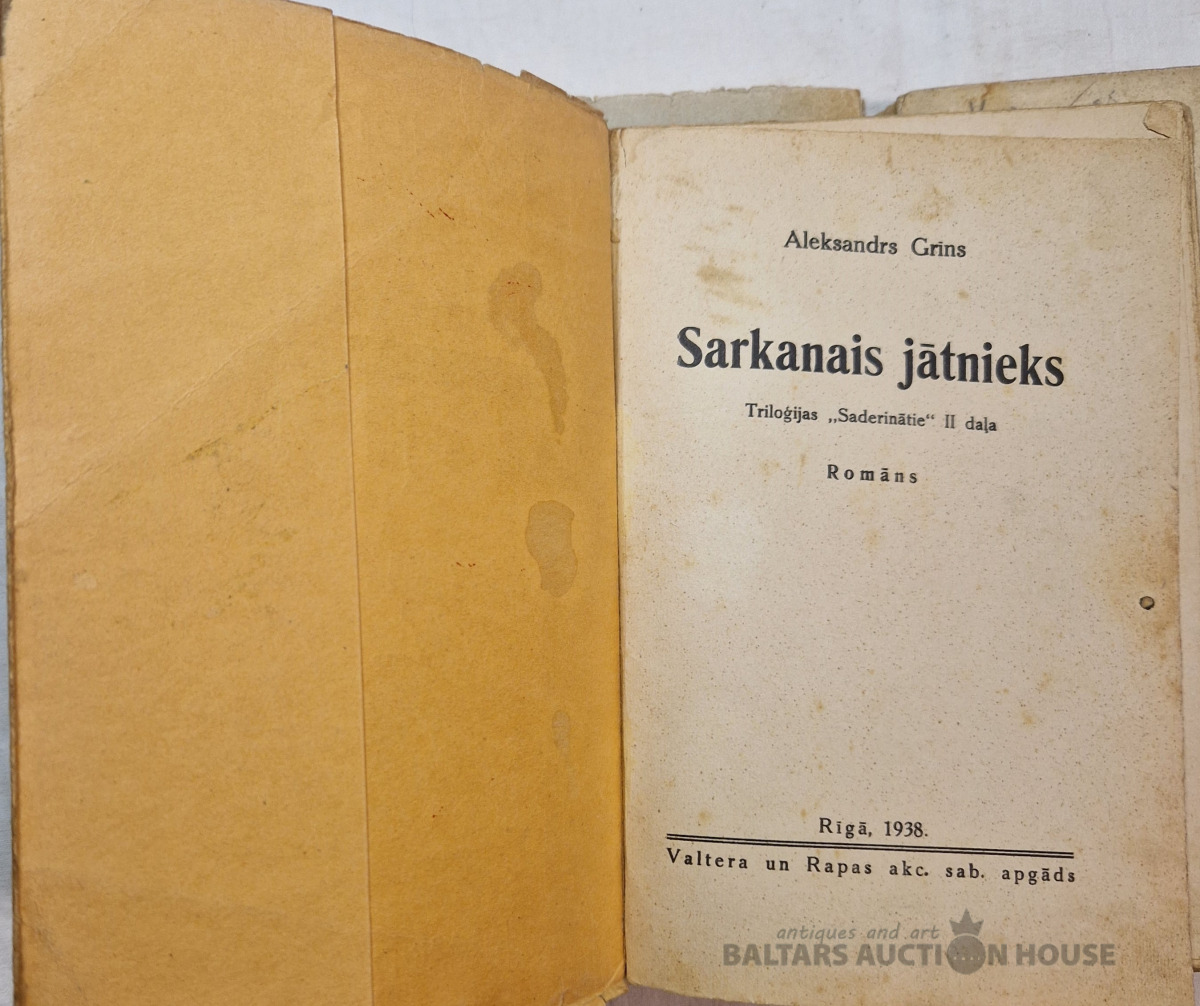 Aleksandrs Grīns
Sarkanais jātnieks
Triloģijas „Saderinātie“ II daļa
Romāns
Rīgā, 1938.
Valtera un Rapas akc. sab. apgāds
antiques and art
BALTARS AUCTION HOUSE